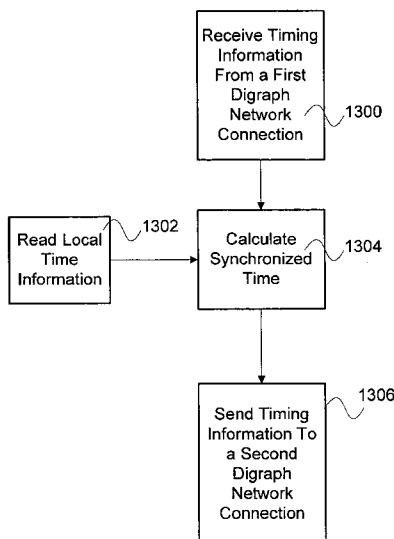 Receive Timing
Information
From a First
Digraph
Network
Connection
1300
1302
Read Local
Time
Information
Calculate
Synchronized
Time
1304
1306
Send Timing
Information To
a Second
Digraph
Network
Connection